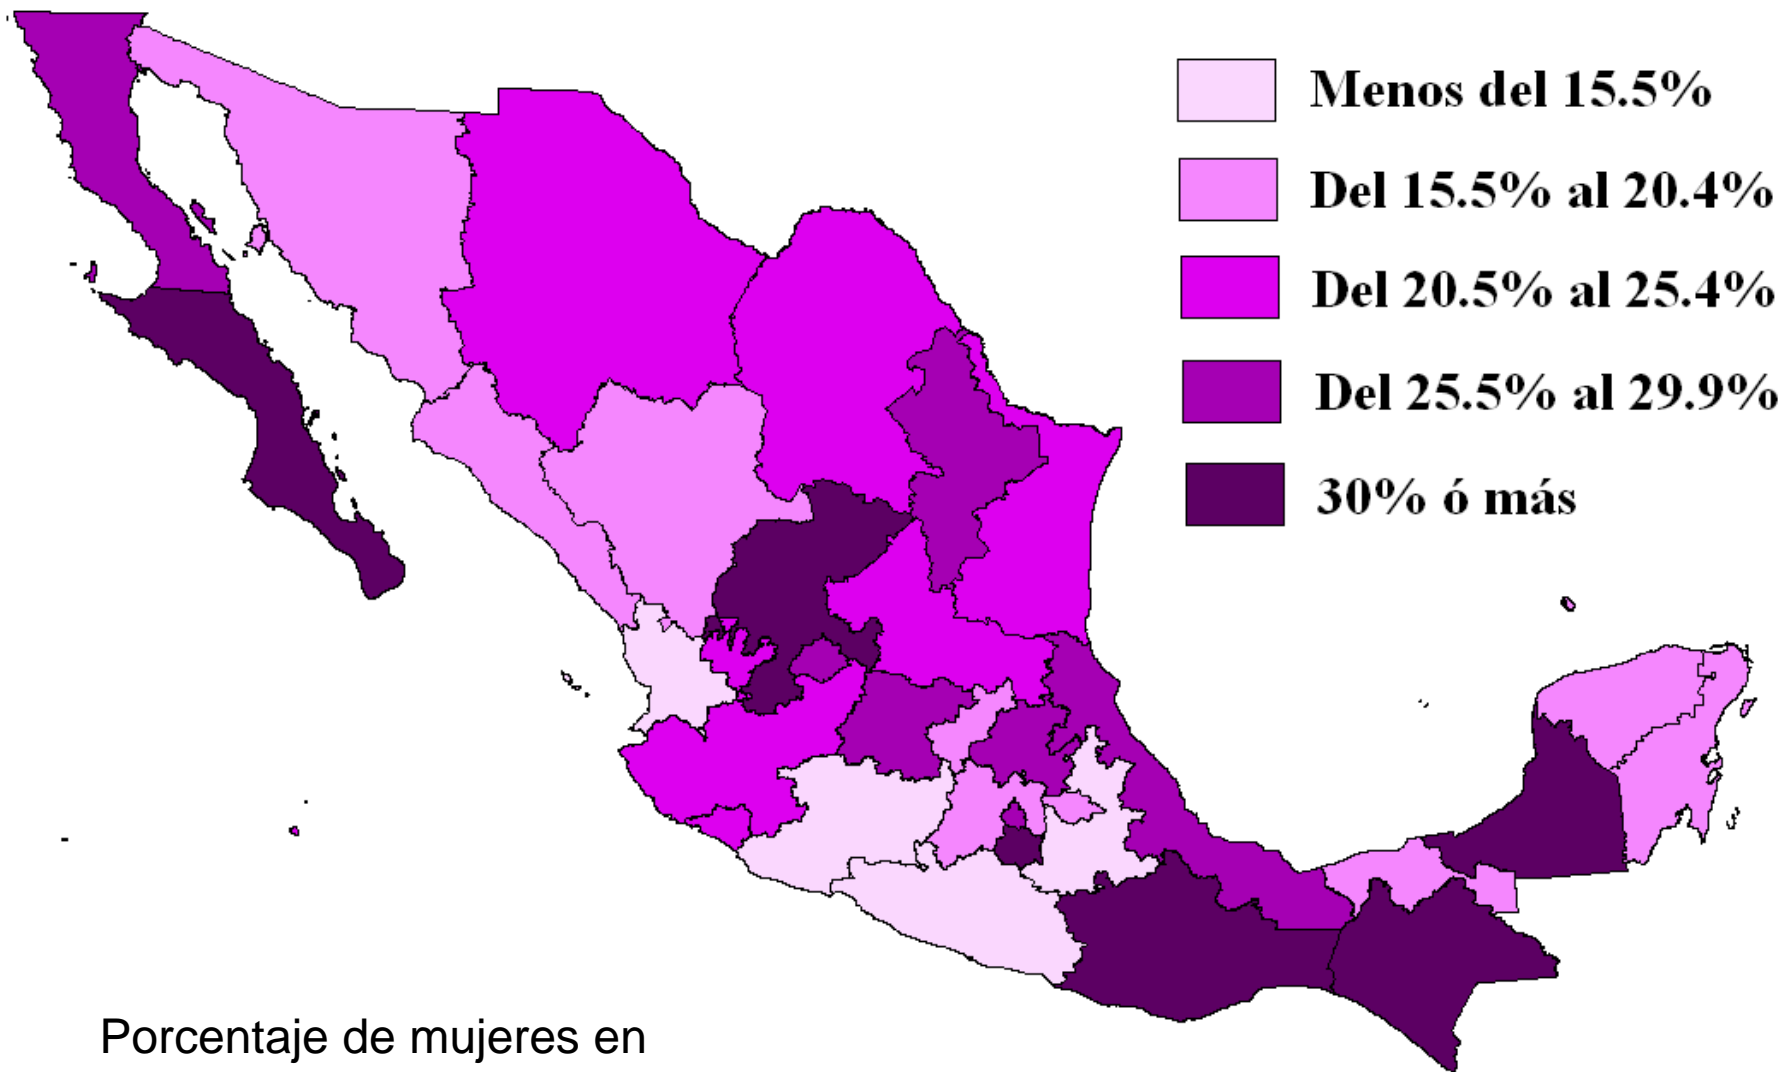 Menos del 15.5%
Del 15.5% al 20.4%
Del 20.5% al 25.4%
Del 25.5% al 29.9%
30% ó más
Porcentaje de mujeres en